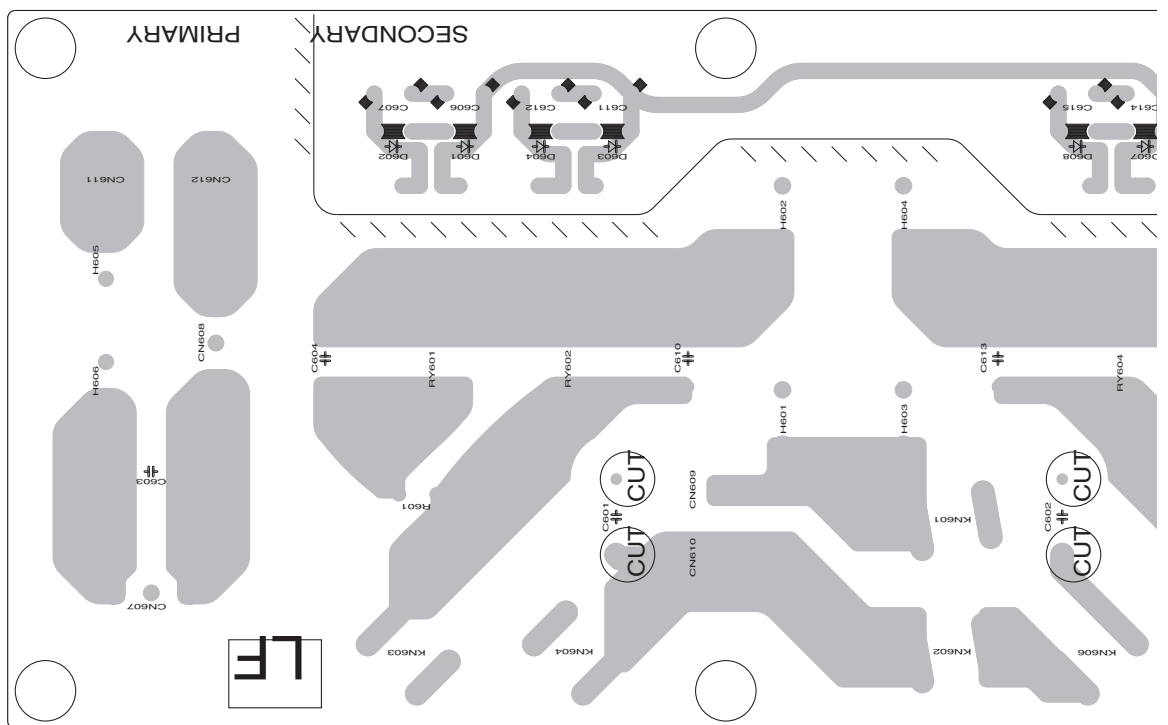 PRIMARY
SECONDARY
C607
C606
C612
C611
C615
C614
D602
D601
D604
D603
D608
D607
CN611
CN612
H602
H604
H605
CN608
C604
RY601
RY602
C610
C613
RY604
H606
H601
H603
CUT
CUT
C603
CN609
R601
C601
KN601
C602
CUT
CUT
CN610
CN607
LF
KN603
KN604
KN602
KN606